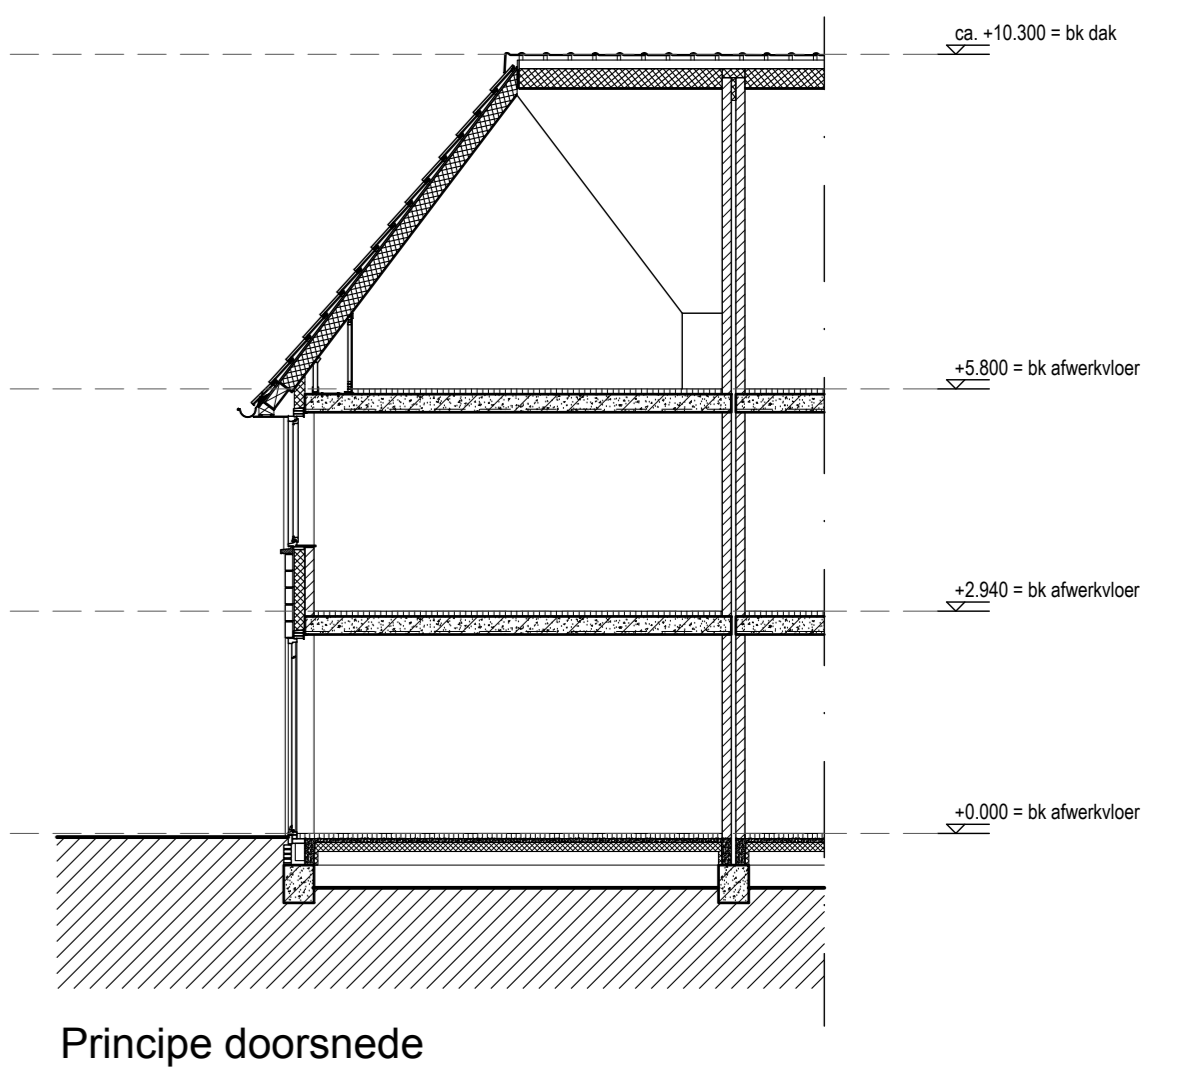 ca. +10.300 = bk dak
+5.800 = bk afwerkvloer
+2.940 = bk afwerkvloer
+0.000 = bk afwerkvloer
Principe doorsnede